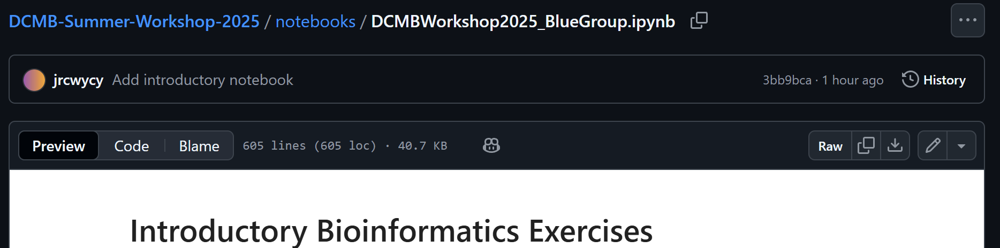 DCMB-Summer-Workshop-2025 / notebooks / DCMBWorkshop2025_BlueGroup.ipynb
jrcwycy Add introductory notebook 3bb9bca · 1 hour ago History
Preview Code Blame 605 lines (605 loc) · 40.7 KB Raw
Introductory Bioinformatics Exercises